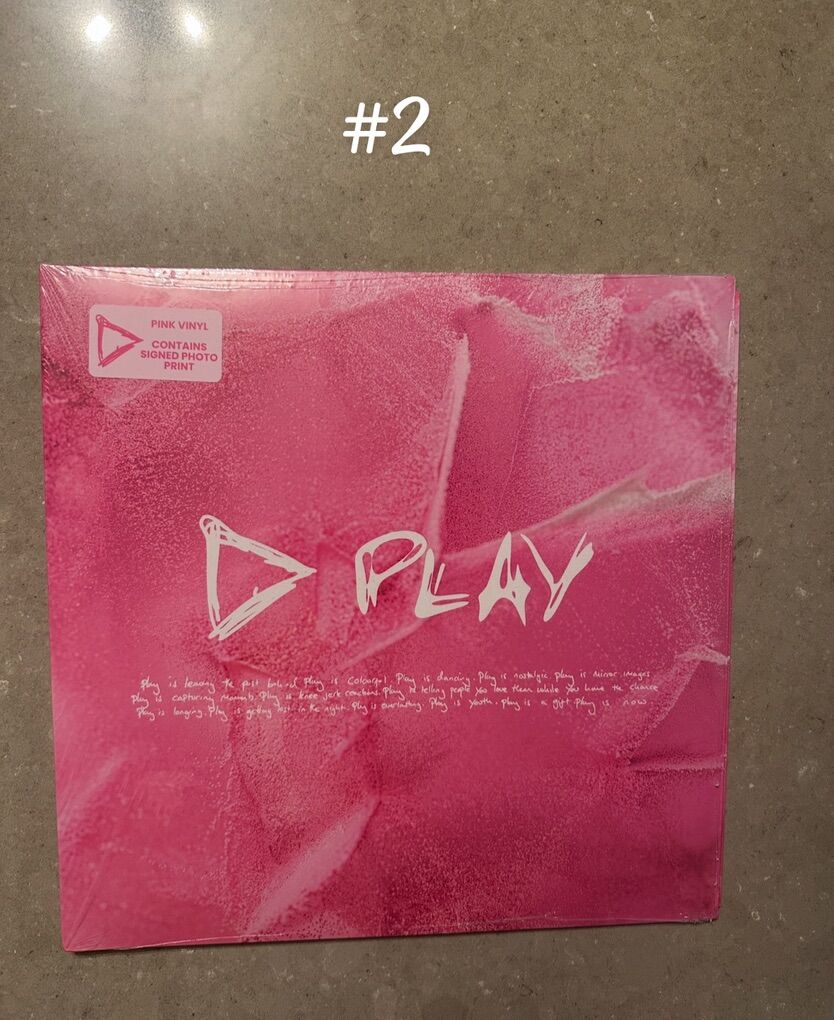 #2
PINK VINYL
CONTAINS
SIGNED PHOTO
PRINT
PLAY
Play is leaving the past behind. Play is colourful. Play is dancing. Play is nostalgic. Play is mirror images
Play is capturing moments. Play is knee jerk reactions. Play is telling people you love them while you have the chance
Play is longing. Play is getting lost in the night. Play is everlasting. Play is youth. Play is a gift Play is now